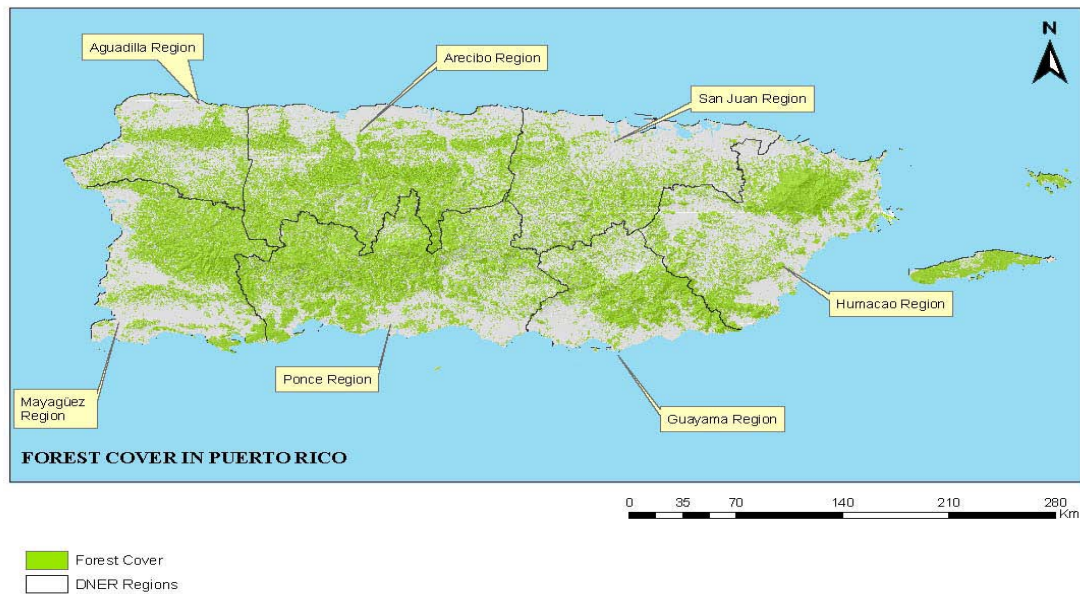 N
Aguadilla Region
Arecibo Region
San Juan Region
Humacao Region
Ponce Region
Mayagüez
Region
Guayama Region
FOREST COVER IN PUERTO RICO
0 35 70 140 210 280
Km
Forest Cover
DNER Regions